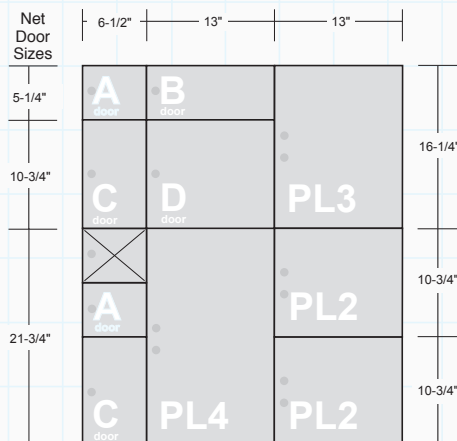 Net
Door
Sizes
6-1/2" 13" 13"
5-1/4"
A
door
B
door
16-1/4"
10-3/4"
C
door
D
door
PL3
21-3/4"
A
door
PL2
10-3/4"
C
door
PL4
PL2
10-3/4"